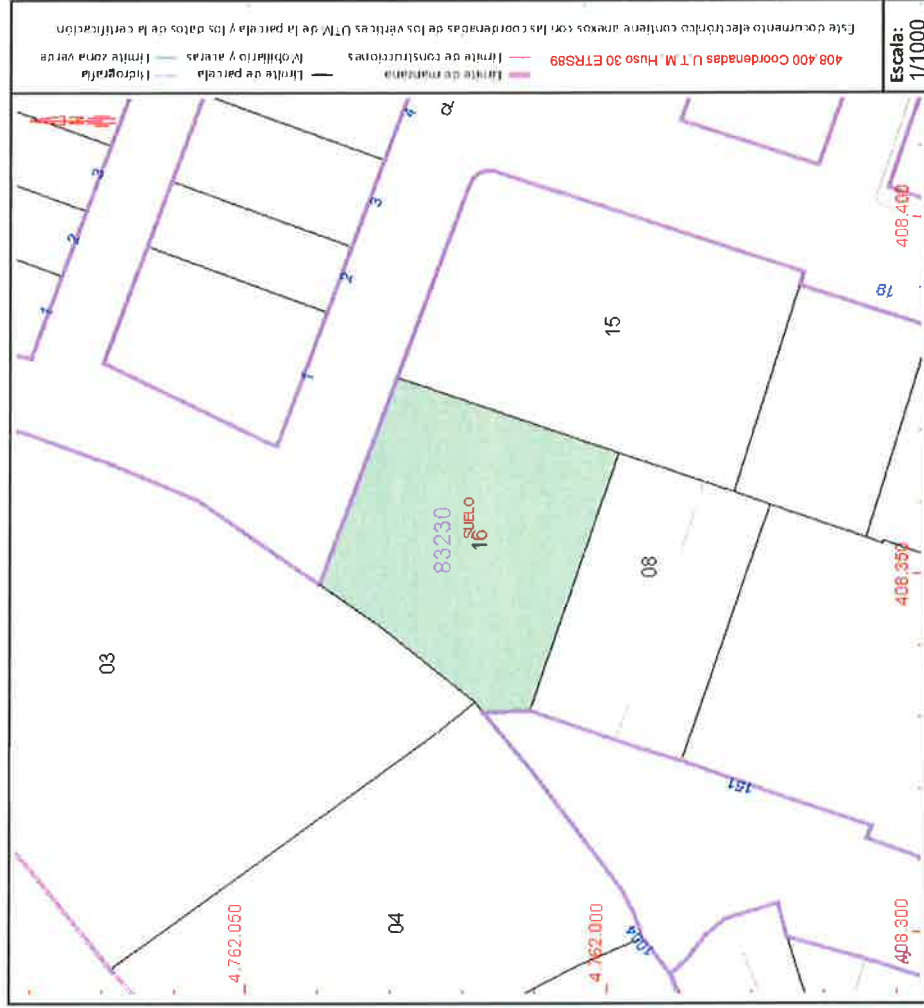 03
04
4.762.050
4.762.000
83230
SUELO
16
15
08
1
2
3
1
2
3
4
151
1004
19
408.300
408.350
408.400
Límite de manzana
Límite de parcela
Límite de construcciones
Mobiliario y aceras
Límite zona verde
Hidrografía
408.400 Coordenadas U.T.M. Huso 30 ETRS89
Este documento electrónico contiene anexos con las coordenadas de los vértices UTM de la parcela y los datos de la certificación
Escala:
1/1000